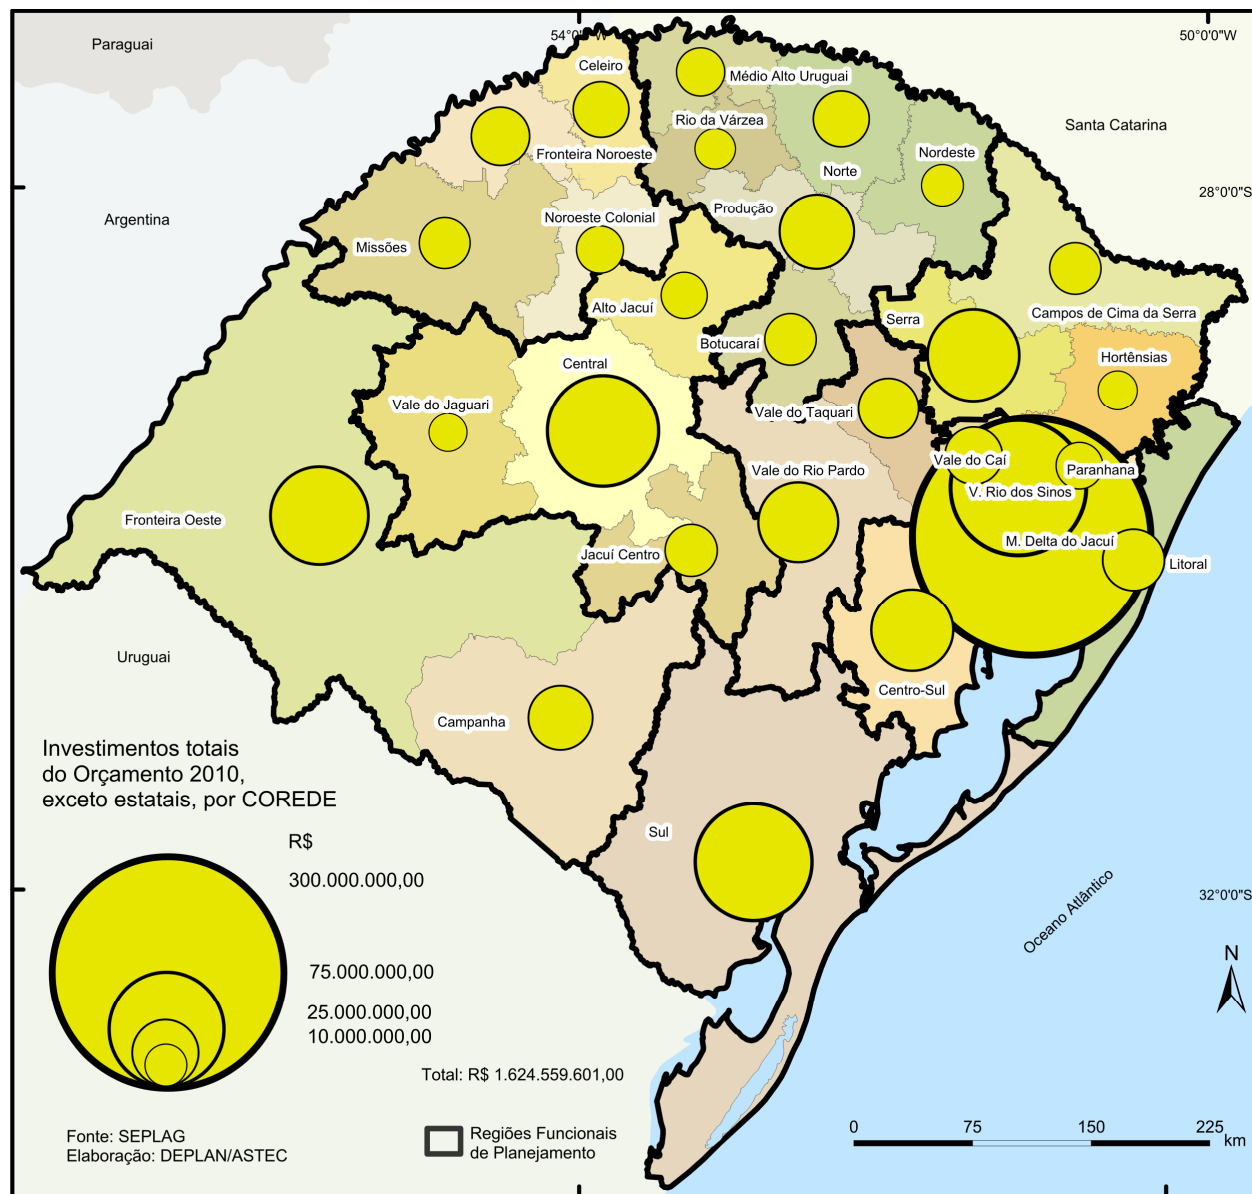 Paraguai
54°0'0"W
50°0'0"W
Celeiro
Médio Alto Uruguai
Rio da Várzea
Santa Catarina
Fronteira Noroeste
Nordeste
Norte
28°0'0"S
Argentina
Noroeste Colonial
Produção
Missões
Alto Jacuí
Serra
Campos de Cima da Serra
Botucaraí
Central
Hortênsias
Vale do Jaguari
Vale do Taquari
Vale do Caí
Paranhana
Vale do Rio Pardo
V. Rio dos Sinos
Fronteira Oeste
M. Delta do Jacuí
Jacuí Centro
Litoral
Uruguai
Centro-Sul
Campanha
Sul
Investimentos totais
do Orçamento 2010,
exceto estatais, por COREDE
R$
300.000.000,00
32°0'0"S
Oceano Atlântico
N
75.000.000,00
25.000.000,00
10.000.000,00
Total: R$ 1.624.559.601,00
Fonte: SEPLAG
Elaboração: DEPLAN/ASTEC
Regiões Funcionais
de Planejamento
0 75 150 225
km